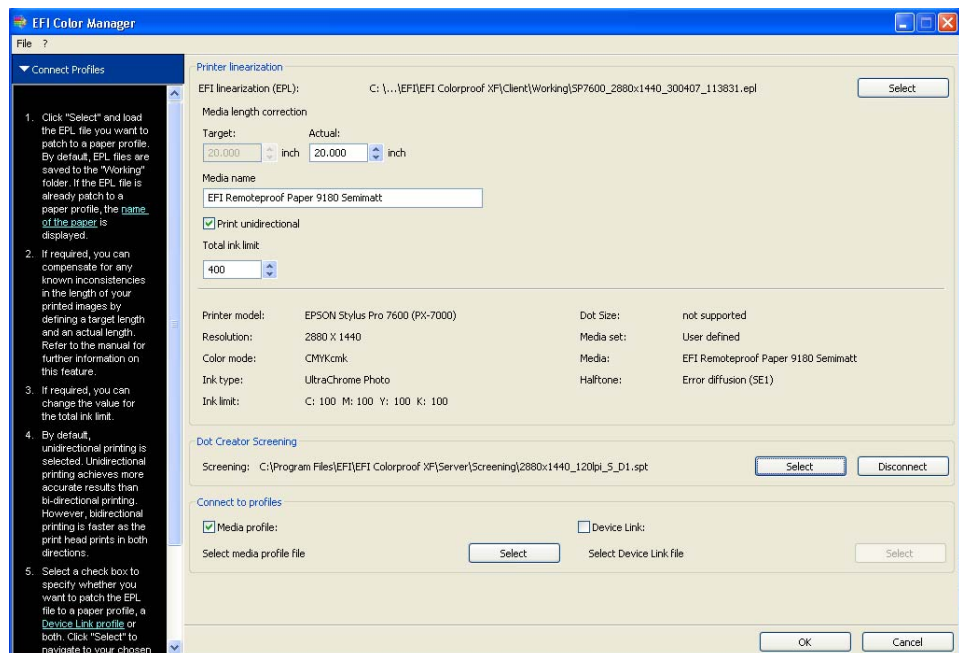 EFI Color Manager
File ?
Connect Profiles
1. Click "Select" and load
the EPL file you want to
patch to a paper profile.
By default, EPL files are
saved to the "Working"
folder. If the EPL file is
already patch to a
paper profile, the name
of the paper is
displayed.
2. If required, you can
compensate for any
known inconsistencies
in the length of your
printed images by
defining a target length
and an actual length.
Refer to the manual for
further information on
this feature.
3. If required, you can
change the value for
the total ink limit.
4. By default,
unidirectional printing is
selected. Unidirectional
printing achieves more
accurate results than
bi-directional printing.
However, bidirectional
printing is faster as the
print head prints in both
directions.
5. Select a check box to
specify whether you
want to patch the EPL
file to a paper profile, a
Device Link profile or
both. Click "Select" to
navigate to your chosen
Printer linearization
EFI linearization (EPL): C: \...\EFI\EFI Colorproof XF\Client\Working\SP7600_2880x1440_300407_113831.epl Select
Media length correction
Target: Actual:
20.000 inch 20.000 inch
Media name
EFI Remoteproof Paper 9180 Semimatt
Print unidirectional
Total ink limit
400
Printer model: EPSON Stylus Pro 7600 (PX-7000) Dot Size: not supported
Resolution: 2880 X 1440 Media set: User defined
Color mode: CMYKcmk Media: EFI Remoteproof Paper 9180 Semimatt
Ink type: UltraChrome Photo Halftone: Error diffusion (SE1)
Ink limit: C: 100 M: 100 Y: 100 K: 100
Dot Creator Screening
Screening: C:\Program Files\EFI\EFI Colorproof XF\Server\Screening\2880x1440_120lpi_S_D1.spt Select Disconnect
Connect to profiles
Media profile: Device Link:
Select media profile file Select Select Device Link file Select
OK Cancel